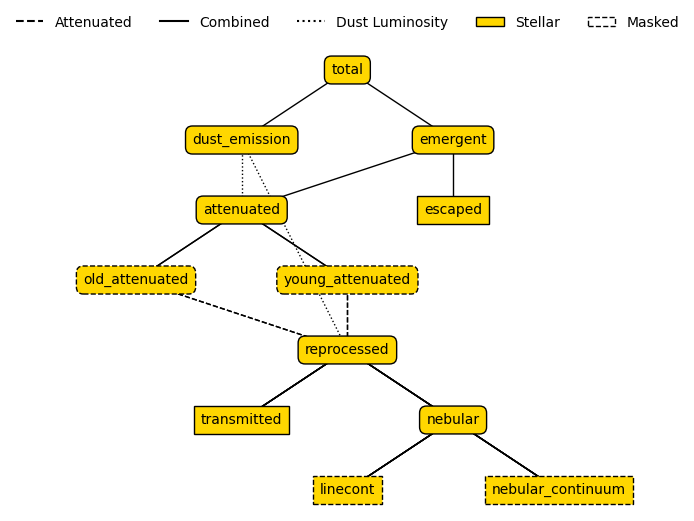 Attenuated Combined Dust Luminosity Stellar Masked
total
dust_emission emergent
attenuated escaped
old_attenuated young_attenuated
reprocessed
transmitted nebular
linecont nebular_continuum